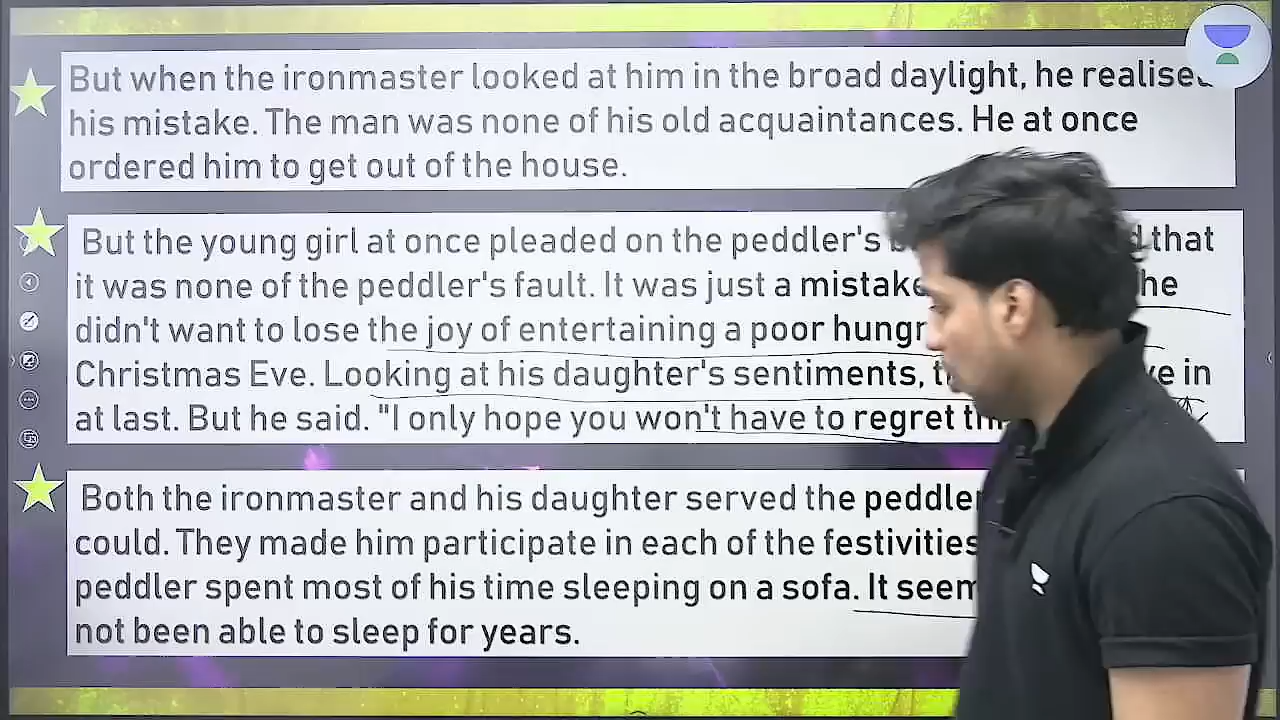 But when the ironmaster looked at him in the broad daylight, he realised
his mistake. The man was none of his old acquaintances. He at once
ordered him to get out of the house.
But the young girl at once pleaded on the peddler's that
it was none of the peddler's fault. It was just a mistake
didn't want to lose the joy of entertaining a poor
Christmas Eve. Looking at his daughter's sentiments, in
at last. But he said. "I only hope you won't have to regret
Both the ironmaster and his daughter served the peddler
could. They made him participate in each of the festivities
peddler spent most of his time sleeping on a sofa. It
not been able to sleep for years.